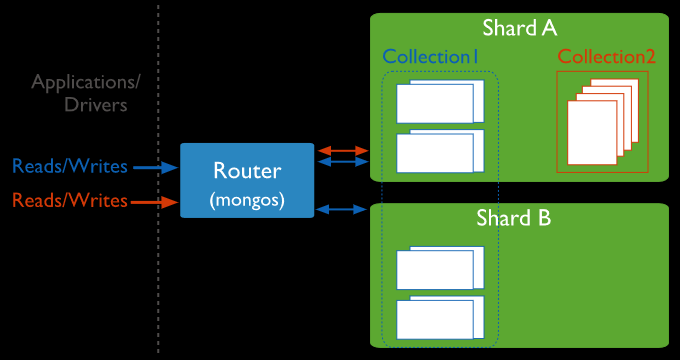 Applications/
Drivers
Reads/Writes
Reads/Writes
Router
(mongos)
Shard A
Collection1
Collection2
Shard B